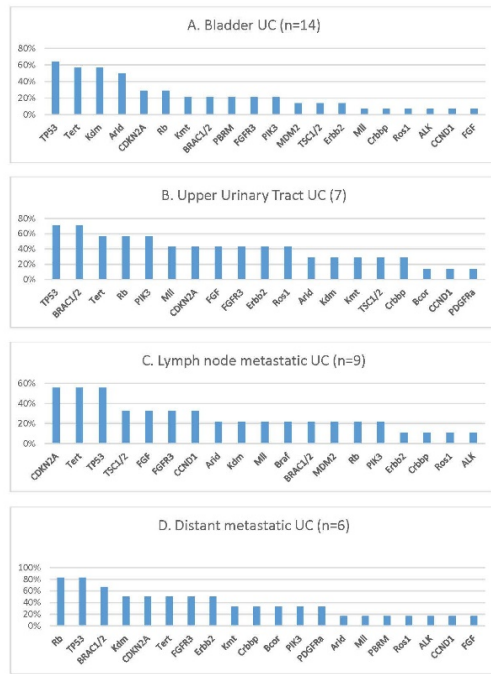 A. Bladder UC (n=14)
80%
60%
40%
20%
0%
TP53 Tert Kdm Arid CDKN2A Rb Kmt BRAC1/2 PBRM FGFR3 PIK3 MDM2 TSC1/2 Erbb2 Mll Crbbp Ros1 ALK CCND1 FGF
B. Upper Urinary Tract UC (7)
80%
60%
40%
20%
0%
TP53 BRAC1/2 Tert Rb PIK3 Mll CDKN2A FGF FGFR3 Erbb2 Ros1 Arid Kdm Kmt TSC1/2 Crbbp Bcor CCND1 PDGFRa
C. Lymph node metastatic UC (n=9)
60%
40%
20%
0%
CDKN2A Tert TP53 TSC1/2 FGF FGFR3 CCND1 Arid Kdm Mll Braf BRAC1/2 MDM2 Rb PIK3 Erbb2 Crbbp Ros1 ALK
D. Distant metastatic UC (n=6)
100%
80%
60%
40%
20%
0%
Rb TP53 BRAC1/2 Kdm CDKN2A Tert FGFR3 Erbb2 Kmt Crbbp Bcor PIK3 PDGFRa Arid Mll PBRM Ros1 ALK CCND1 FGF